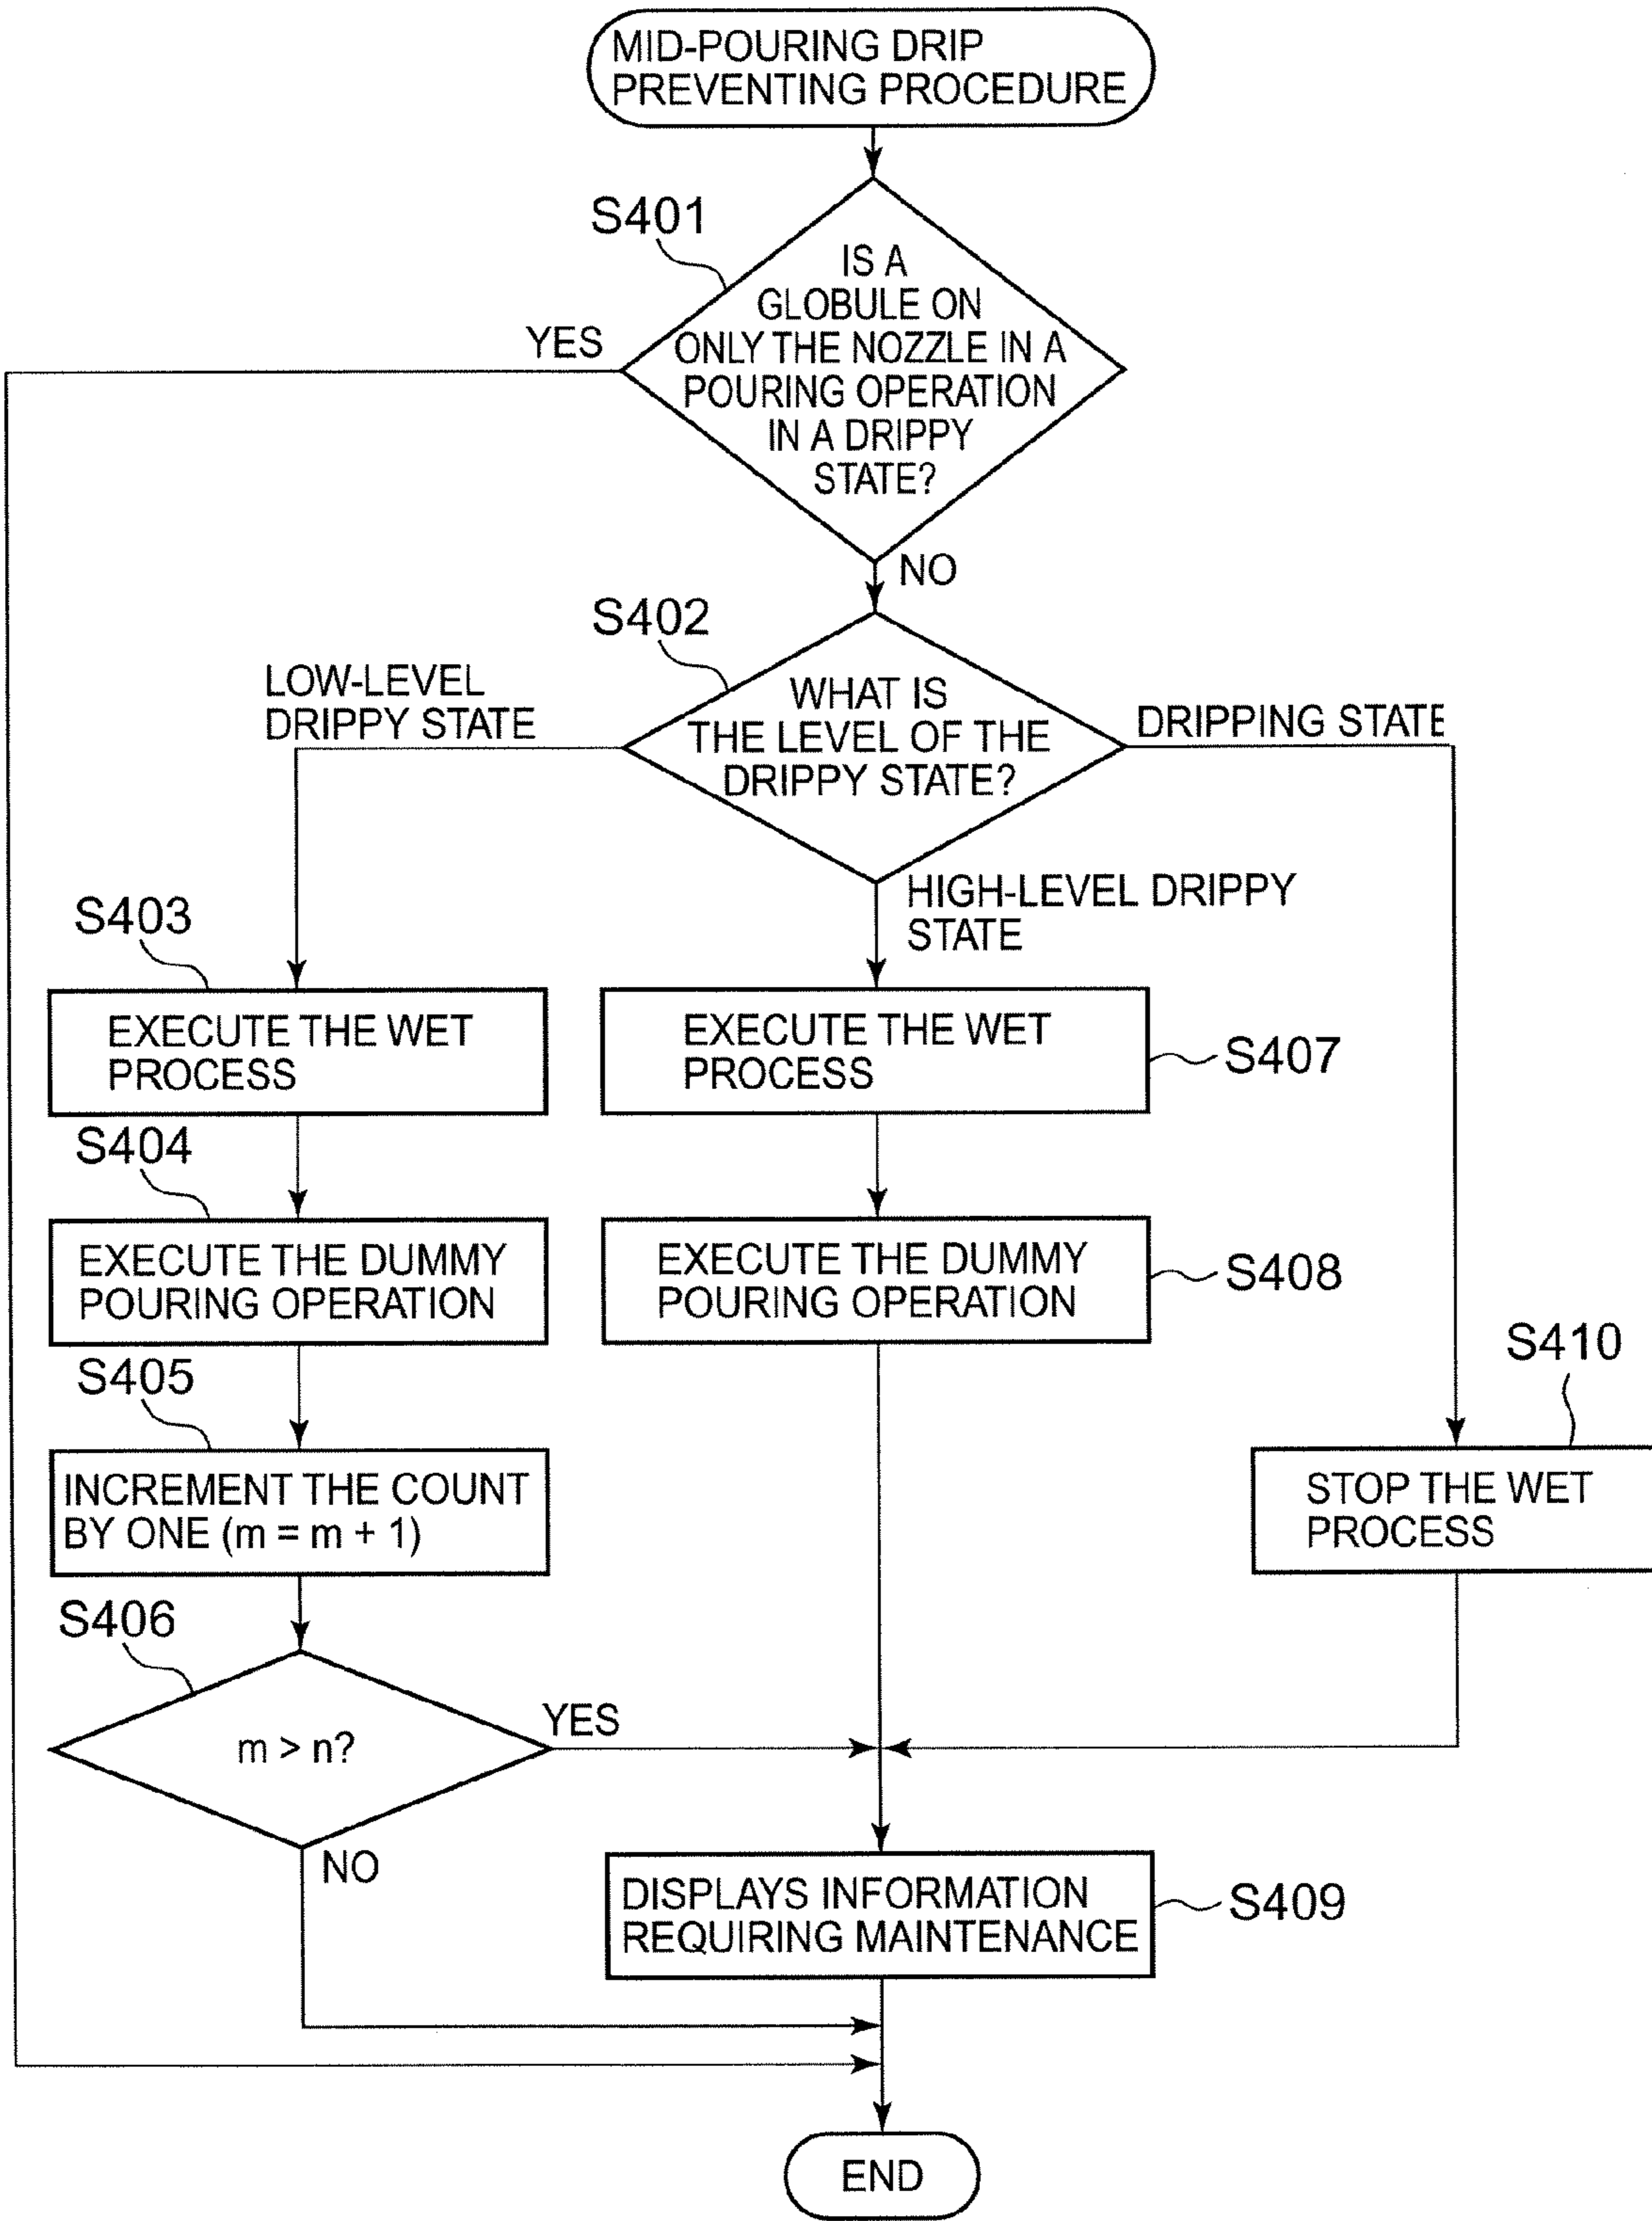 MID-POURING DRIP
PREVENTING PROCEDURE
S401
IS A
GLOBULE ON
ONLY THE NOZZLE IN A
POURING OPERATION
IN A DRIPPY
STATE?
YES
NO
S402
WHAT IS
THE LEVEL OF THE
DRIPPY STATE?
LOW-LEVEL
DRIPPY STATE
DRIPPING STATE
HIGH-LEVEL DRIPPY
STATE
S403
EXECUTE THE WET
PROCESS
EXECUTE THE WET
PROCESS
S407
S404
EXECUTE THE DUMMY
POURING OPERATION
EXECUTE THE DUMMY
POURING OPERATION
S408
S405
INCREMENT THE COUNT
BY ONE (m = m + 1)
S410
STOP THE WET
PROCESS
S406
m > n?
YES
NO
DISPLAYS INFORMATION
REQUIRING MAINTENANCE
S409
END